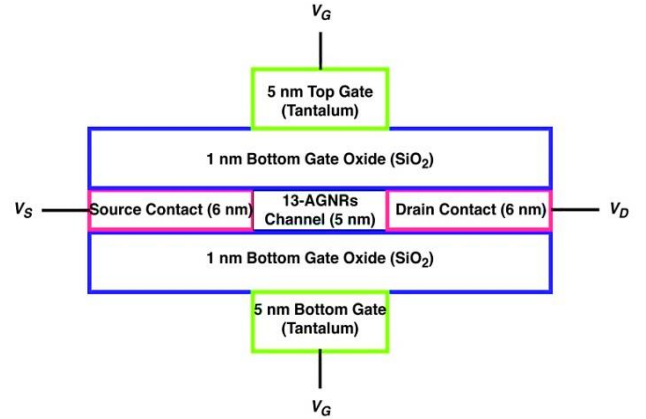 V_G
5 nm Top Gate
(Tantalum)
1 nm Bottom Gate Oxide (SiO₂)
V_S
Source Contact (6 nm)
13-AGNRs
Channel (5 nm)
Drain Contact (6 nm)
V_D
1 nm Bottom Gate Oxide (SiO₂)
5 nm Bottom Gate
(Tantalum)
V_G